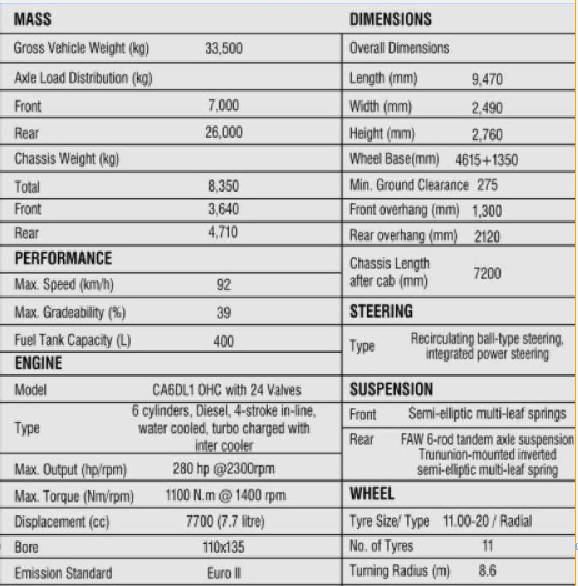 MASS
Gross Vehicle Weight (kg) 33,500
Axle Load Distribution (kg)
Front 7,000
Rear 26,000
Chassis Weight (kg)
Total 8,350
Front 3,640
Rear 4,710
PERFORMANCE
Max. Speed (km/h) 92
Max. Gradeability (%) 39
Fuel Tank Capacity (L) 400
ENGINE
Model CA6DL1 OHC with 24 Valves
Type 6 cylinders, Diesel, 4-stroke in-line,
water cooled, turbo charged with
inter cooler
Max. Output (hp/rpm) 280 hp @2300rpm
Max. Torque (Nm/rpm) 1100 N.m @ 1400 rpm
Displacement (cc) 7700 (7.7 litre)
Bore 110x135
Emission Standard Euro II
DIMENSIONS
Overall Dimensions
Length (mm) 9,470
Width (mm) 2,490
Height (mm) 2,760
Wheel Base(mm) 4615+1350
Min. Ground Clearance 275
Front overhang (mm) 1,300
Rear overhang (mm) 2120
Chassis Length
after cab (mm) 7200
STEERING
Type Recirculating ball-type steering,
integrated power steering
SUSPENSION
Front Semi-elliptic multi-leaf springs
Rear FAW 6-rod tandem axle suspension
Trununion-mounted inverted
semi-elliptic multi-leaf spring
WHEEL
Tyre Size/ Type 11.00-20 / Radial
No. of Tyres 11
Turning Radius (m) 8.6